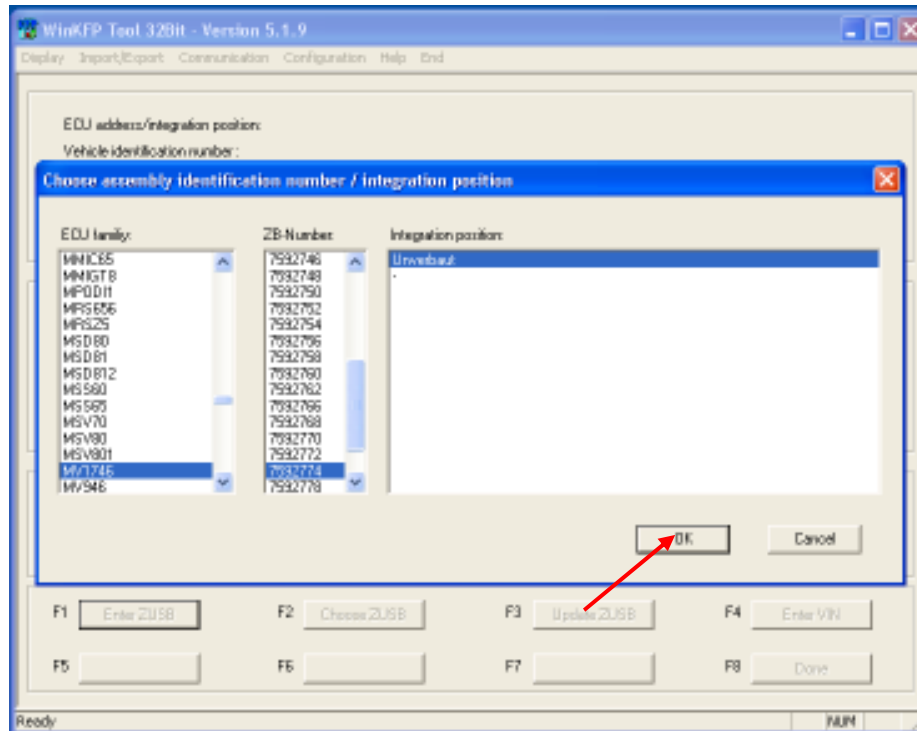 WinKFP Tool 32Bit - Version 5.1.9
Display Import/Export Communication Configuration Help End
ECU address/integration position:
Vehicle identification number :
Choose assembly identification number / integration position
ECU family: ZB-Number: Integration position:
MMIC65 7592746 Unverbaut
MMIGT8 7592748 -
MPODI1 7592750
MRS656 7592752
MRSZ5 7592754
MSD80 7592756
MSD81 7592758
MSD812 7592760
MSS60 7592762
MSS65 7592766
MSV70 7592768
MSV80 7592770
MSV801 7592772
MV1746 7592774
MV946 7592778
OK Cancel
F1 Enter ZUSB F2 Choose ZUSB F3 Update ZUSB F4 Enter VIN
F5 F6 F7 F8 Done
Ready NUM